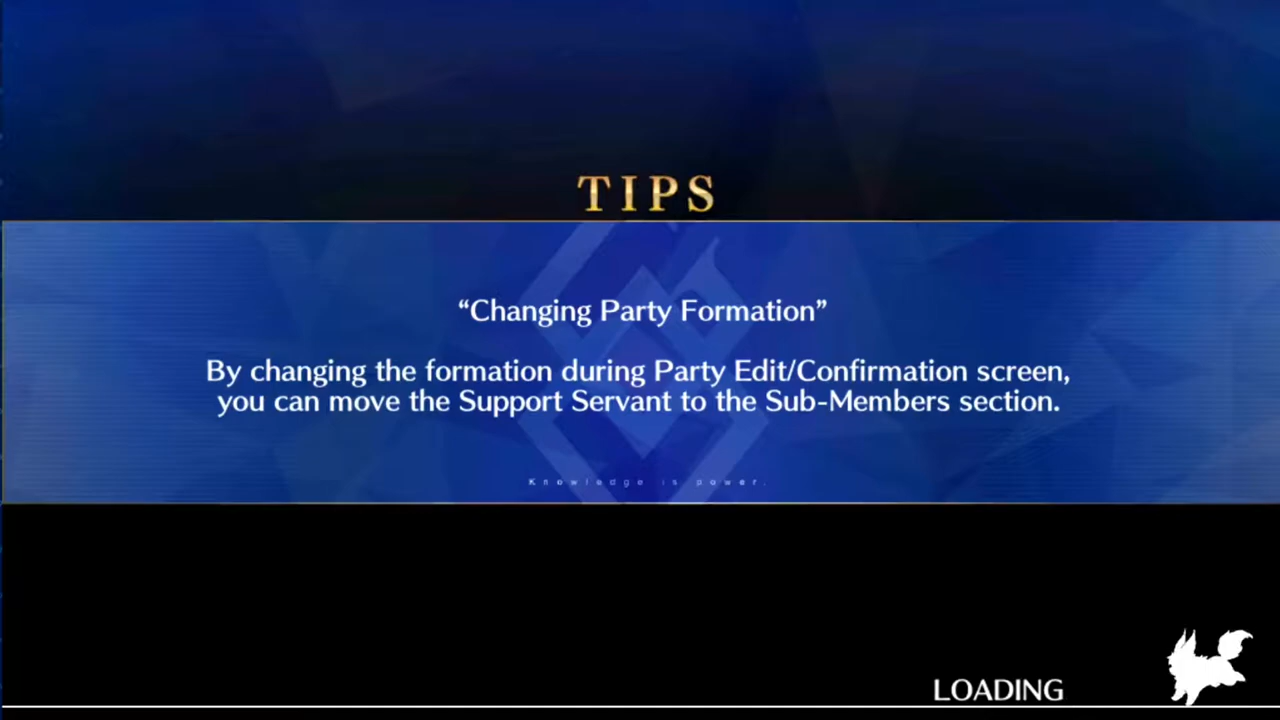 TIPS
“Changing Party Formation”
By changing the formation during Party Edit/Confirmation screen,
you can move the Support Servant to the Sub-Members section.
Knowledge is power.
LOADING